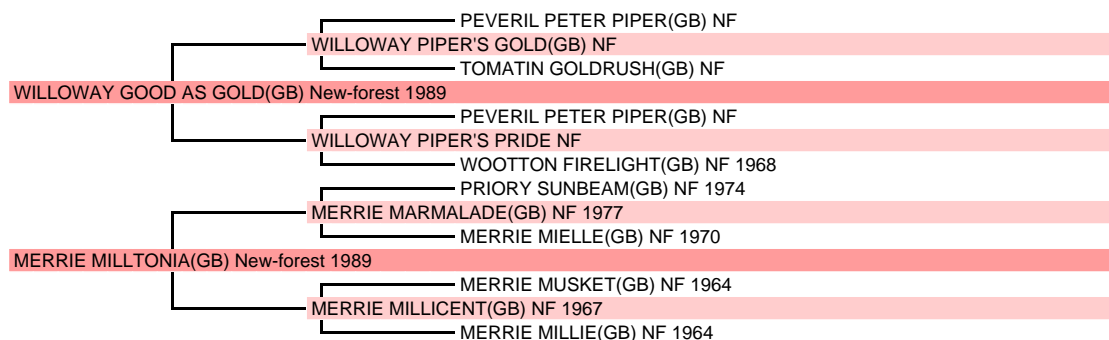 PEVERIL PETER PIPER(GB) NF
WILLOWAY PIPER'S GOLD(GB) NF
TOMATIN GOLDRUSH(GB) NF
WILLOWAY GOOD AS GOLD(GB) New-forest 1989
PEVERIL PETER PIPER(GB) NF
WILLOWAY PIPER'S PRIDE NF
WOOTTON FIRELIGHT(GB) NF 1968
PRIORY SUNBEAM(GB) NF 1974
MERRIE MARMALADE(GB) NF 1977
MERRIE MIELLE(GB) NF 1970
MERRIE MILLTONIA(GB) New-forest 1989
MERRIE MUSKET(GB) NF 1964
MERRIE MILLICENT(GB) NF 1967
MERRIE MILLIE(GB) NF 1964